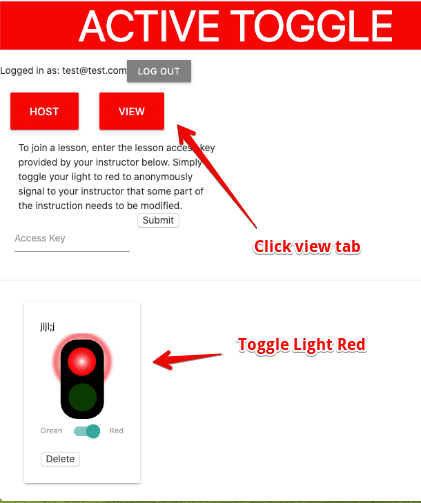 ACTIVE TOGGLE
Logged in as: test@test.com LOG OUT
HOST VIEW
To join a lesson, enter the lesson access key
provided by your instructor below. Simply
toggle your light to red to anonymously
signal to your instructor that some part of
the instruction needs to be modified.
Submit
Access Key
Click view tab
jljl;j
Toggle Light Red
Green Red
Delete